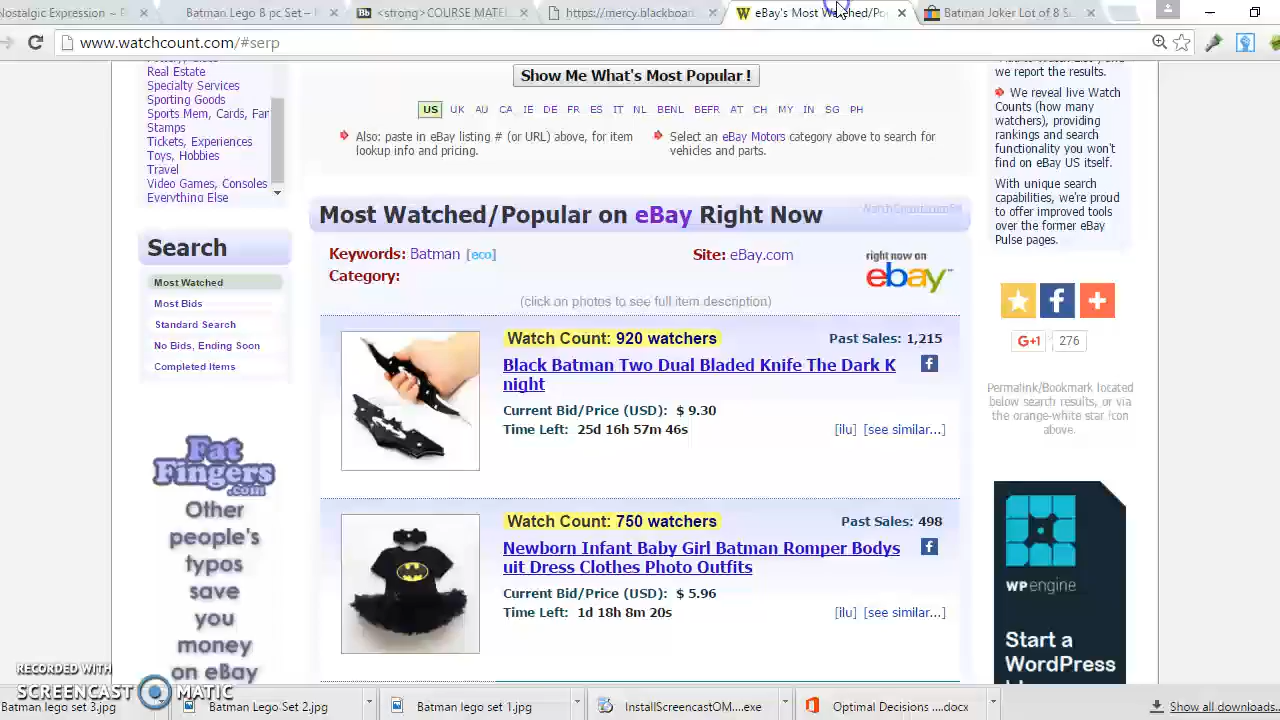 Nostalgic Expression -
Batman Lego 8 pc Set –
Bb <strong>COURSE MATE
https://mercy.blackboa
W eBay's Most Watched/Po
Batman Joker Lot of 8 S
www.watchcount.com/#serp
Real Estate
Specialty Services
Sporting Goods
Sports Mem, Cards, Fan
Stamps
Tickets, Experiences
Toys, Hobbies
Travel
Video Games, Consoles
Everything Else
Search
Most Watched
Most Bids
Standard Search
No Bids, Ending Soon
Completed Items
Fat
Fingers
.com
Other
people's
typos
save
you
money
on eBay
Show Me What's Most Popular !
US UK AU CA IE DE FR ES IT NL BENL BEFR AT CH MY IN SG PH
Also: paste in eBay listing # (or URL) above, for item
lookup info and pricing.
Select an eBay Motors category above to search for
vehicles and parts.
Most Watched/Popular on eBay Right Now
WatchCount.com
Keywords: Batman [eco]
Site: eBay.com
Category:
right now on
ebay
(click on photos to see full item description)
Watch Count: 920 watchers
Past Sales: 1,215
Black Batman Two Dual Bladed Knife The Dark K
night
Current Bid/Price (USD): $ 9.30
Time Left: 25d 16h 57m 46s
[ilu] [see similar...]
Watch Count: 750 watchers
Past Sales: 498
Newborn Infant Baby Girl Batman Romper Bodys
uit Dress Clothes Photo Outfits
Current Bid/Price (USD): $ 5.96
Time Left: 1d 18h 8m 20s
[ilu] [see similar...]
we report the results.
We reveal live Watch
Counts (how many
watchers), providing
rankings and search
functionality you won't
find on eBay US itself.
With unique search
capabilities, we're proud
to offer improved tools
over the former eBay
Pulse pages.
G+1 276
Permalink/Bookmark located
below search results, or via
the orange-white star icon
above.
WPengine
Start a
WordPress
RECORDED WITH
SCREENCAST MATIC
Batman lego set 3.jpg
Batman Lego Set 2.jpg
Batman lego set 1.jpg
InstallScreencastOM....exe
Optimal Decisions ....docx
Show all downloads...